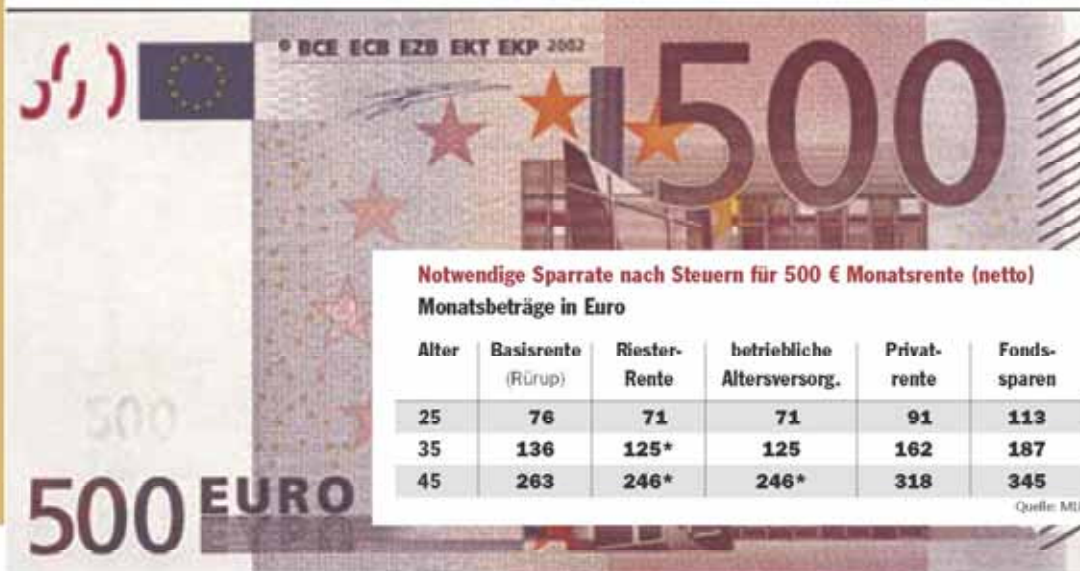 © BCE ECB EZB EKT EKP 2002
500
Notwendige Sparrate nach Steuern für 500 € Monatsrente (netto)
Monatsbeträge in Euro
Alter Basisrente (Rürup) Riester-Rente betriebliche Altersversorg. Privat-rente Fonds-sparen
25 76 71 71 91 113
35 136 125* 125 162 187
45 263 246* 246* 318 345
Quelle:
500
500 EURO